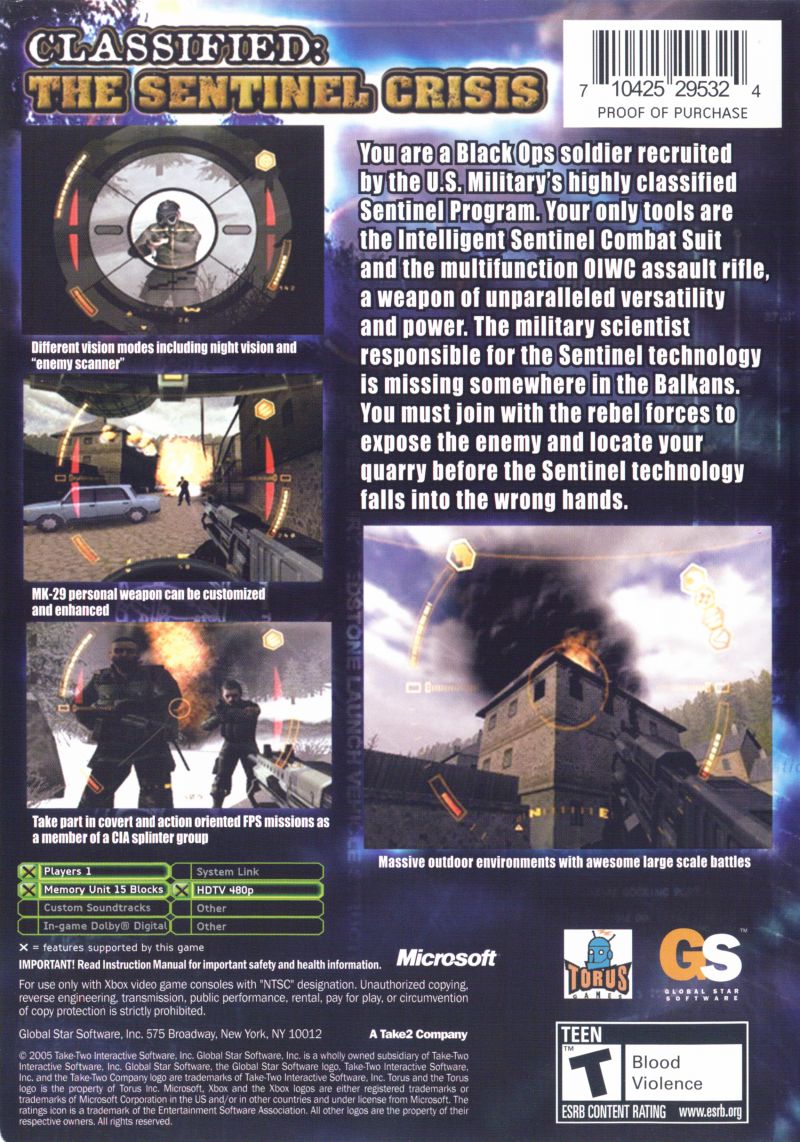 CLASSIFIED:
THE SENTINEL CRISIS
7 10425 29532 4
PROOF OF PURCHASE
You are a Black Ops soldier recruited
by the U.S. Military's highly classified
Sentinel Program. Your only tools are
the Intelligent Sentinel Combat Suit
and the multifunction OIWC assault rifle,
a weapon of unparalleled versatility
and power. The military scientist
responsible for the Sentinel technology
is missing somewhere in the Balkans.
You must join with the rebel forces to
expose the enemy and locate your
quarry before the Sentinel technology
falls into the wrong hands.
Different vision modes including night vision and
"enemy scanner"
MK-29 personal weapon can be customized
and enhanced
Take part in covert and action oriented FPS missions as
a member of a CIA splinter group
Massive outdoor environments with awesome large scale battles
Players 1
System Link
Memory Unit 15 Blocks
HDTV 480p
Custom Soundtracks
Other
In-game Dolby® Digital
Other
X = features supported by this game
IMPORTANT! Read Instruction Manual for important safety and health information.
Microsoft
For use only with Xbox video game consoles with "NTSC" designation. Unauthorized copying,
reverse engineering, transmission, public performance, rental, pay for play, or circumvention
of copy protection is strictly prohibited.
Global Star Software, Inc. 575 Broadway, New York, NY 10012
A Take2 Company
© 2005 Take-Two Interactive Software, Inc. Global Star Software, Inc. is a wholly owned subsidiary of Take-Two
Interactive Software, Inc. Global Star Software, the Global Star Software logo, Take-Two Interactive Software,
Inc. and the Take-Two Company logo are trademarks of Take-Two Interactive Software, Inc. Torus and the Torus
logo is the property of Torus Inc. Microsoft, Xbox and the Xbox logos are either registered trademarks or
trademarks of Microsoft Corporation in the US and/or in other countries and under license from Microsoft. The
ratings icon is a trademark of the Entertainment Software Association. All other logos are the property of their
respective owners. All rights reserved.
TORUS
GAMES
GS™
GLOBAL STAR
SOFTWARE
TEEN
T™
Blood
Violence
ESRB CONTENT RATING www.esrb.org